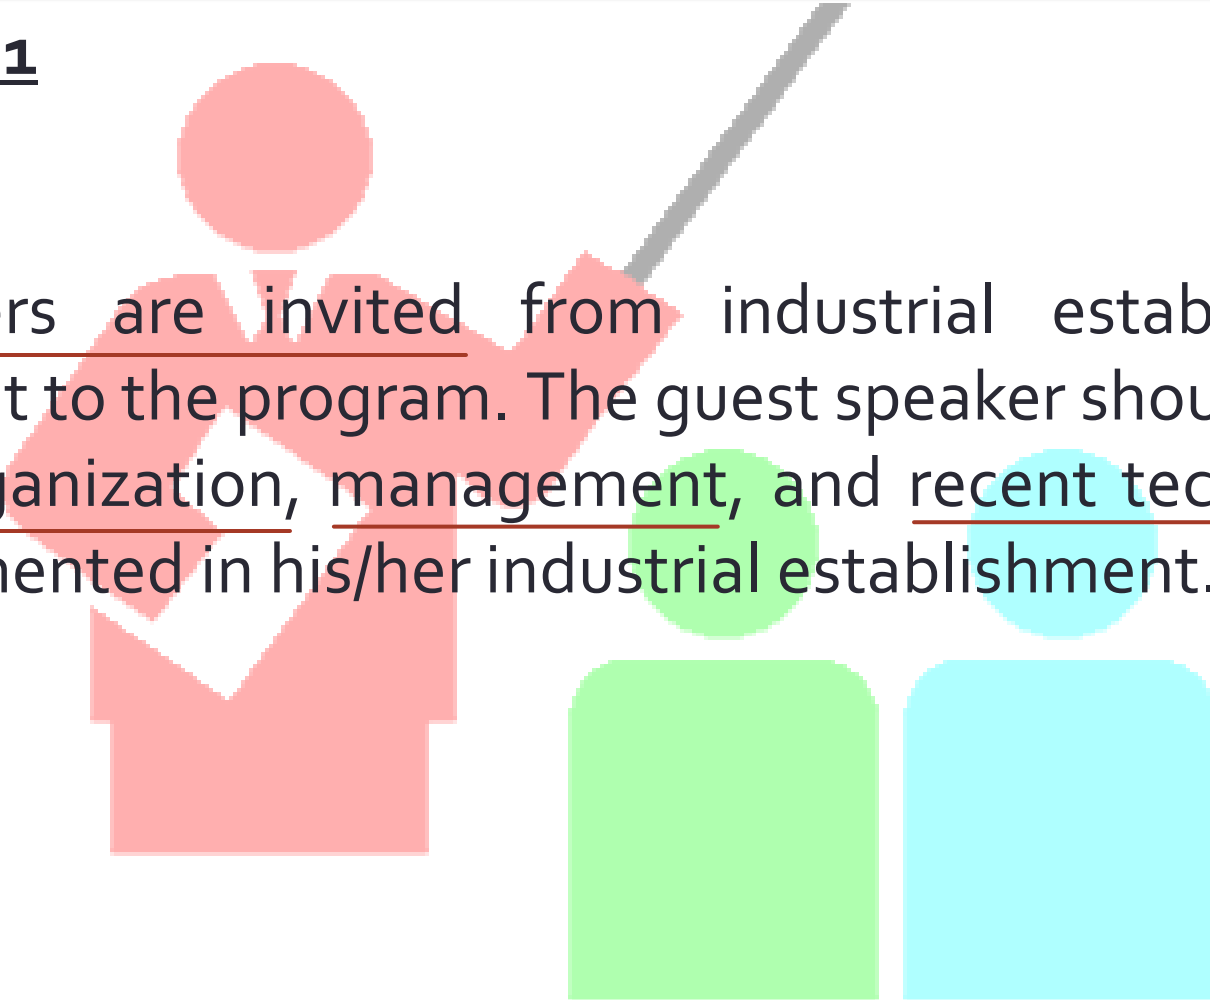 1
ers are invited from industrial estab
t to the program. The guest speaker shou
ganization, management, and recent tec
nented in his/her industrial establishment.